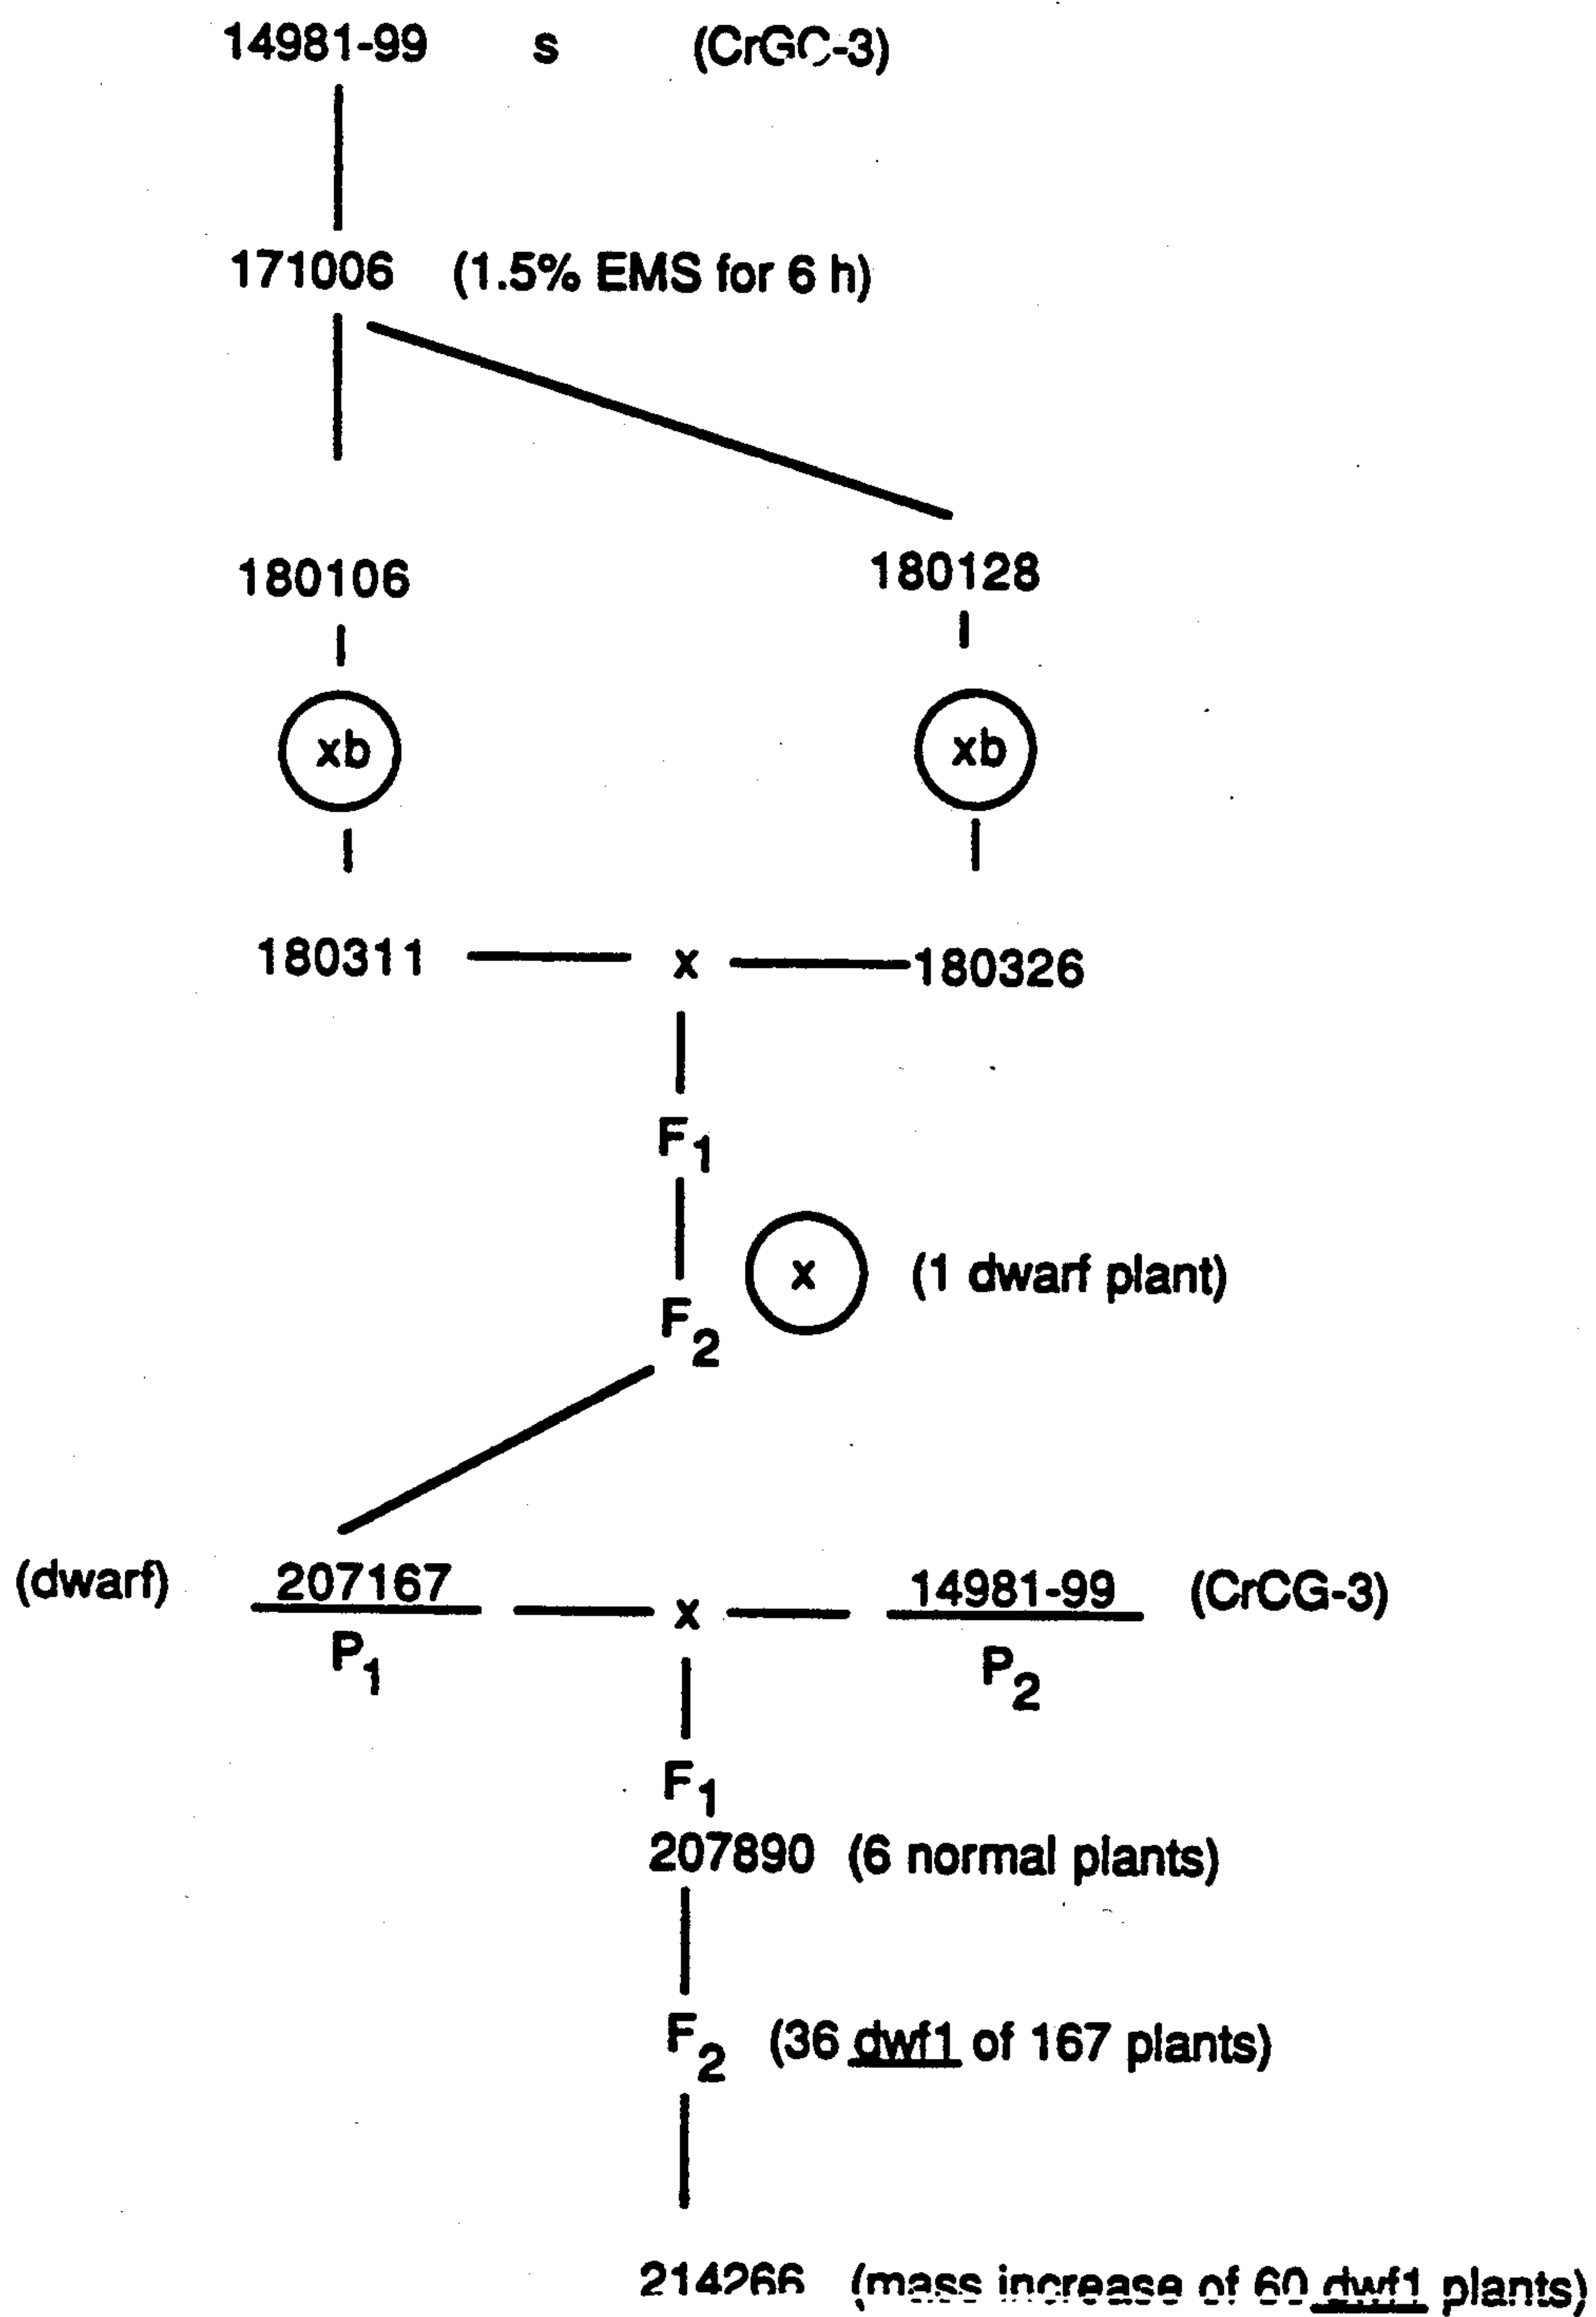 14981-99 s (CrGC-3)
171006 (1.5% EMS for 6 h)
180106 180128
xb xb
180311 x 180326
F1
x (1 dwarf plant)
F2
(dwarf) 207167 x 14981-99 (CrCG-3)
P1 P2
F1
207890 (6 normal plants)
F2 (36 dwf1 of 167 plants)
214266 (mass increase of 60 dwf1 plants)